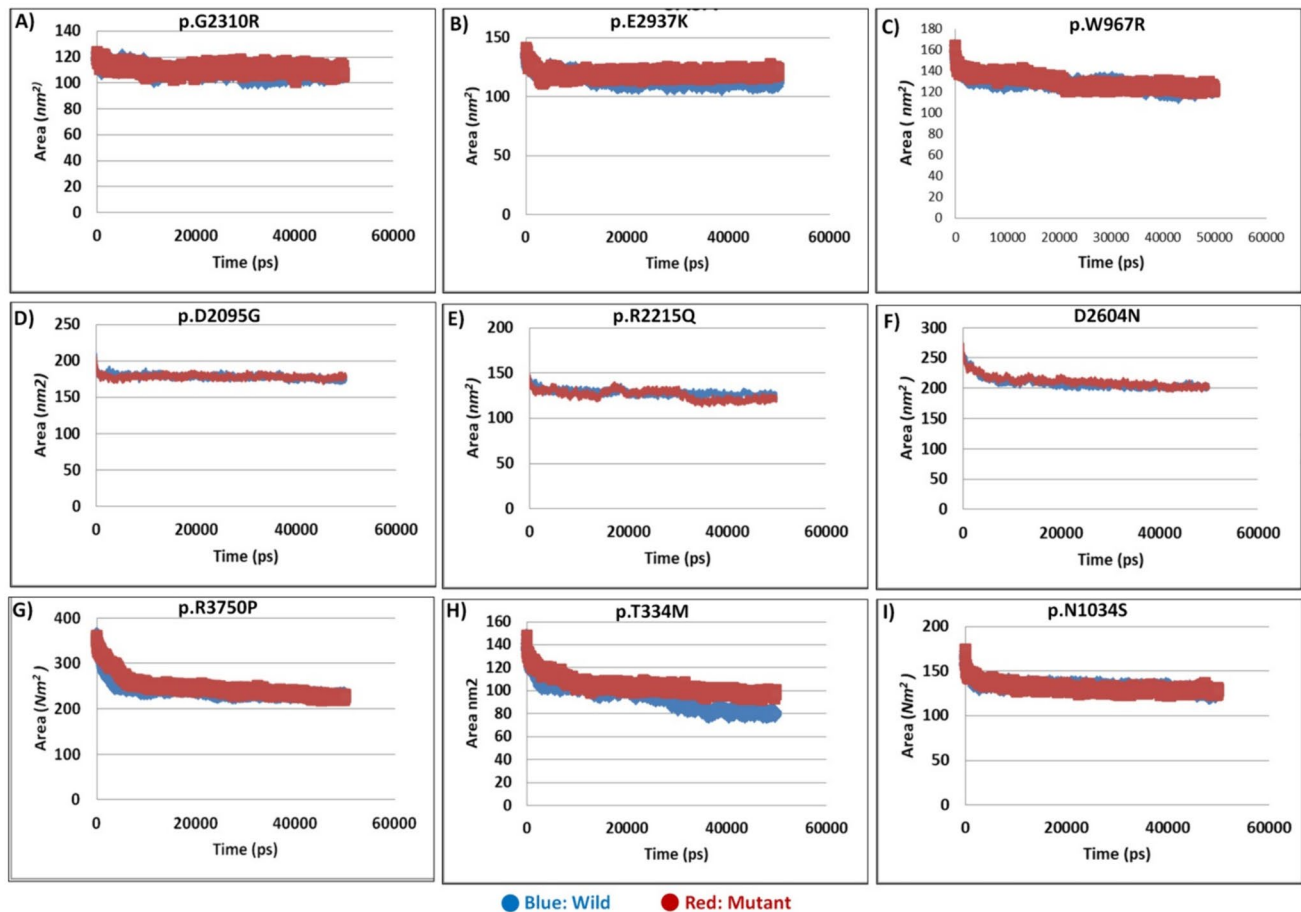 A) p.G2310R
140
120
100
80
60
40
20
0
Area (nm²)
0 20000 40000 60000
Time (ps)
B) p.E2937K
150
100
50
0
Area (nm²)
0 20000 40000 60000
Time (ps)
C) p.W967R
180
160
140
120
100
80
60
40
20
0
Area ( nm²)
0 10000 20000 30000 40000 50000 60000
Time (ps)
D) p.D2095G
250
200
150
100
50
0
Area (nm2)
0 20000 40000 60000
Time (ps)
E) p.R2215Q
200
150
100
50
0
Area (nm²)
0 20000 40000 60000
Time (ps)
F) D2604N
300
250
200
150
100
50
0
Area (nm²)
0 20000 40000 60000
Time (ps)
G) p.R3750P
400
300
200
100
0
Area (Nm² )
0 20000 40000 60000
Time (ps)
H) p.T334M
160
140
120
100
80
60
40
20
0
Area nm2
0 20000 40000 60000
Time (ps)
I) p.N1034S
200
150
100
50
0
Area (Nm²)
0 20000 40000 60000
Time (ps)
Blue: Wild Red: Mutant